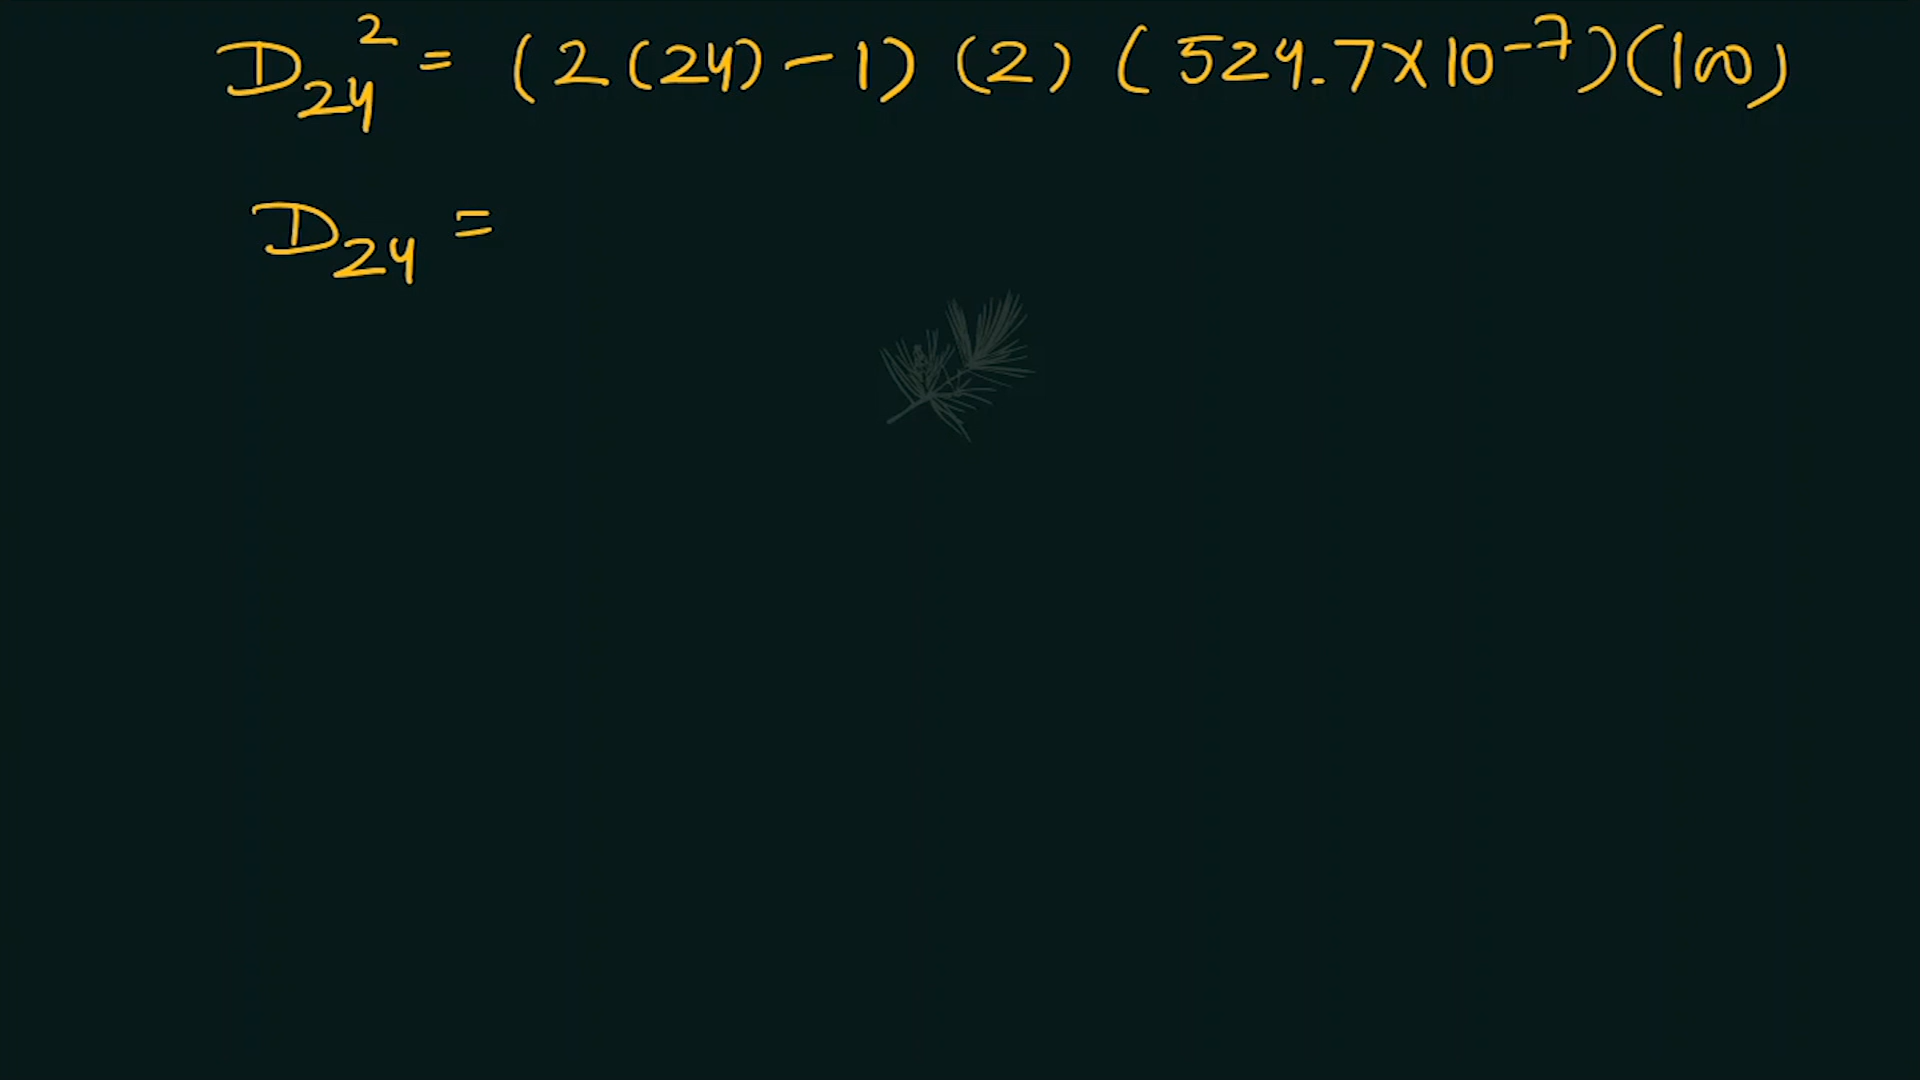 D₂₄² = (2(24) − 1) (2) (524.7×10⁻⁷)(100)
D₂₄ =